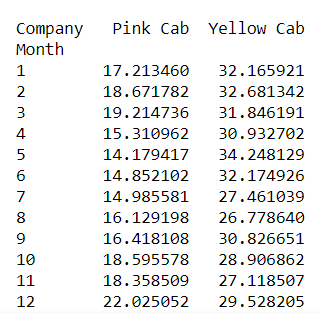 Company Pink Cab Yellow Cab
Month
1 17.213460 32.165921
2 18.671782 32.681342
3 19.214736 31.846191
4 15.310962 30.932702
5 14.179417 34.248129
6 14.852102 32.174926
7 14.985581 27.461039
8 16.129198 26.778640
9 16.418108 30.826651
10 18.595578 28.906862
11 18.358509 27.118507
12 22.025052 29.528205